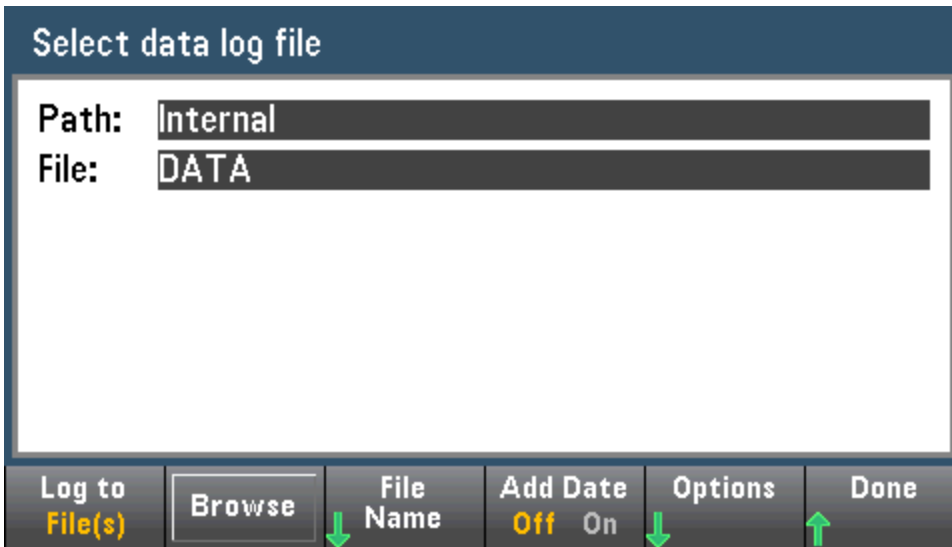 Select data log file
Path: Internal
File: DATA
Log to
File(s)
Browse
File
Name
Add Date
Off On
Options
Done